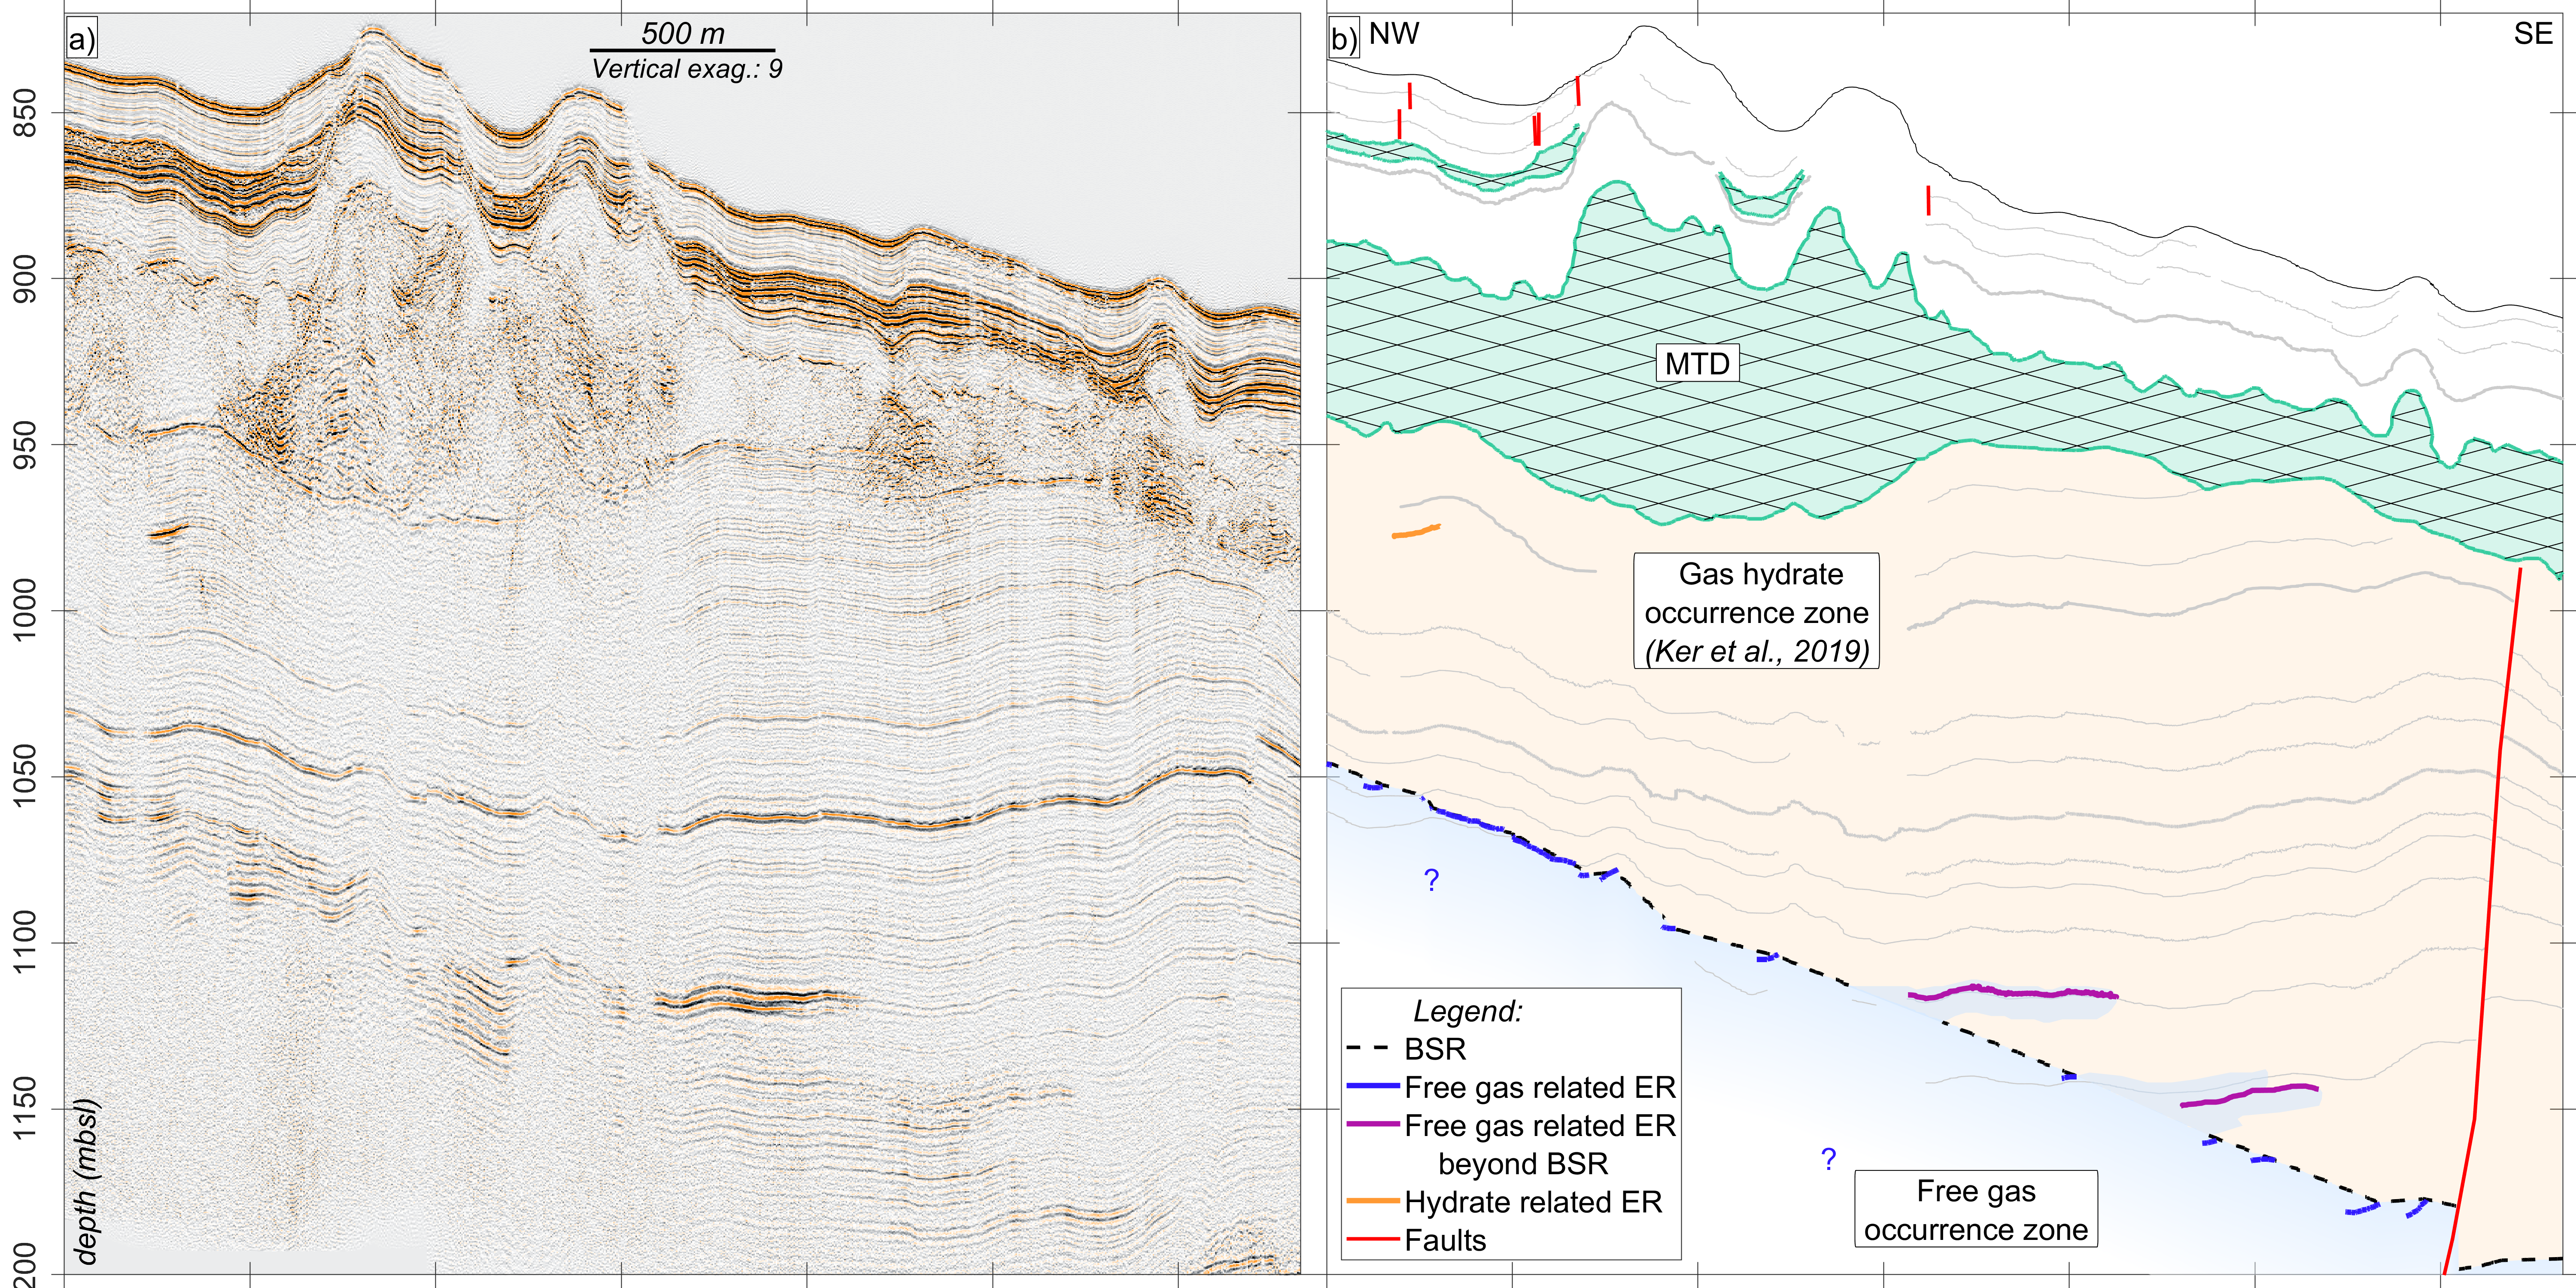 a)
500 m
Vertical exag.: 9
850
900
950
1000
1050
1100
1150
200
depth (mbsl)
b) NW
SE
MTD
Gas hydrate
occurrence zone
(Ker et al., 2019)
?
?
Free gas
occurrence zone
Legend:
BSR
Free gas related ER
Free gas related ER
beyond BSR
Hydrate related ER
Faults